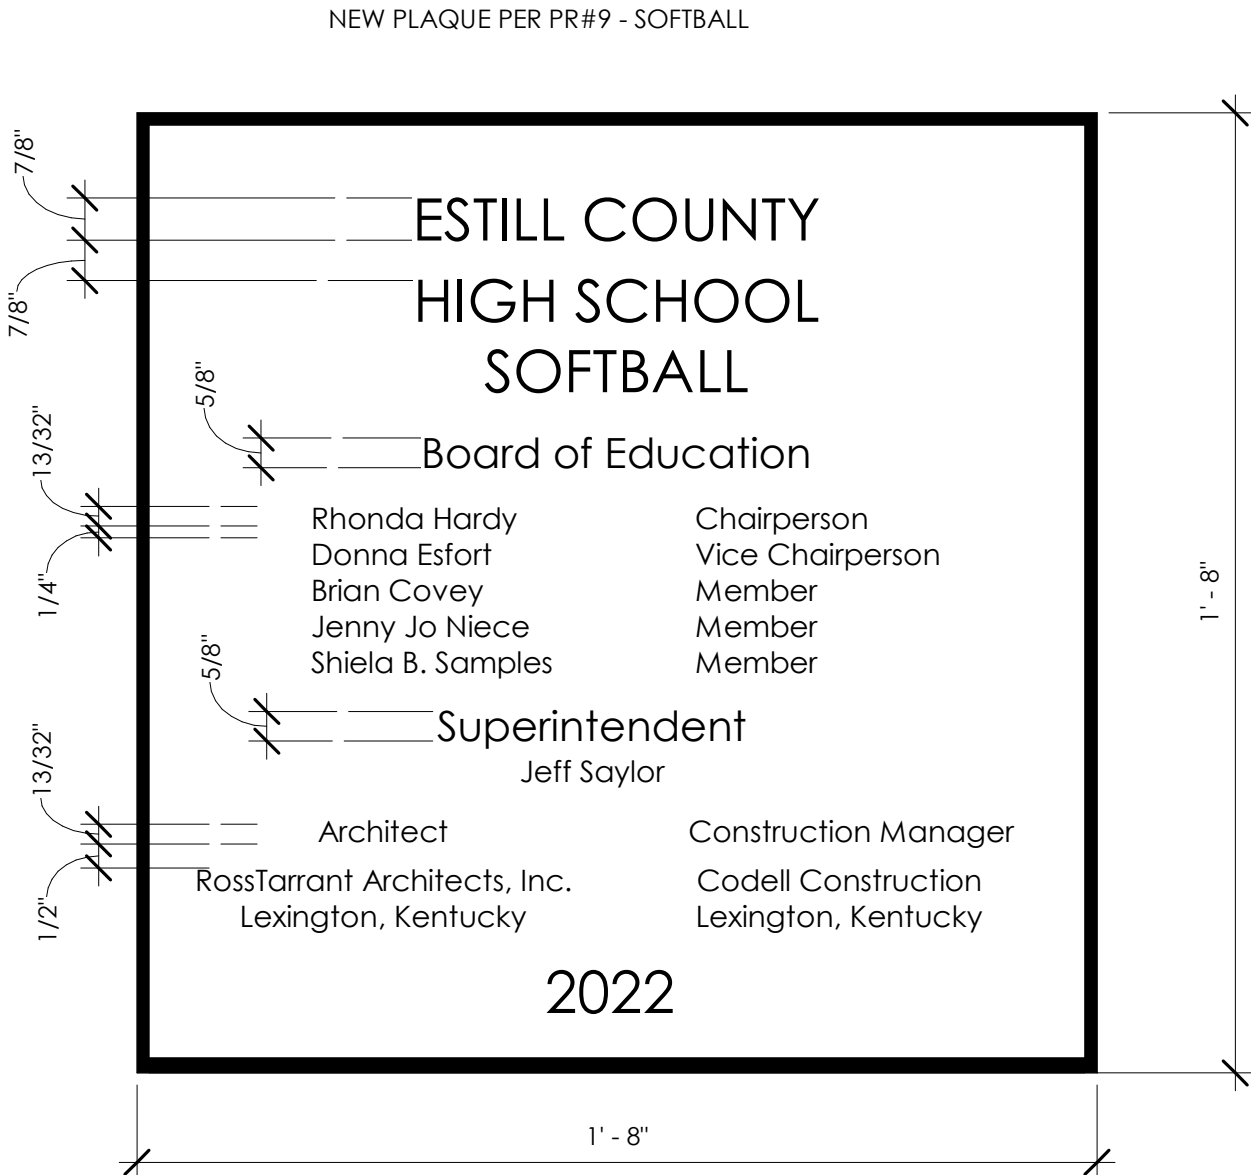 NEW PLAQUE PER PR#9 - SOFTBALL
7/8"
ESTILL COUNTY
7/8"
HIGH SCHOOL
SOFTBALL
5/8"
Board of Education
13/32"
Rhonda Hardy Chairperson
Donna Esfort Vice Chairperson
1/4"
Brian Covey Member
1' - 8"
Jenny Jo Niece Member
Shiela B. Samples Member
5/8"
Superintendent
Jeff Saylor
13/32"
Architect Construction Manager
RossTarrant Architects, Inc. Codell Construction
Lexington, Kentucky Lexington, Kentucky
1/2"
2022
1' - 8"